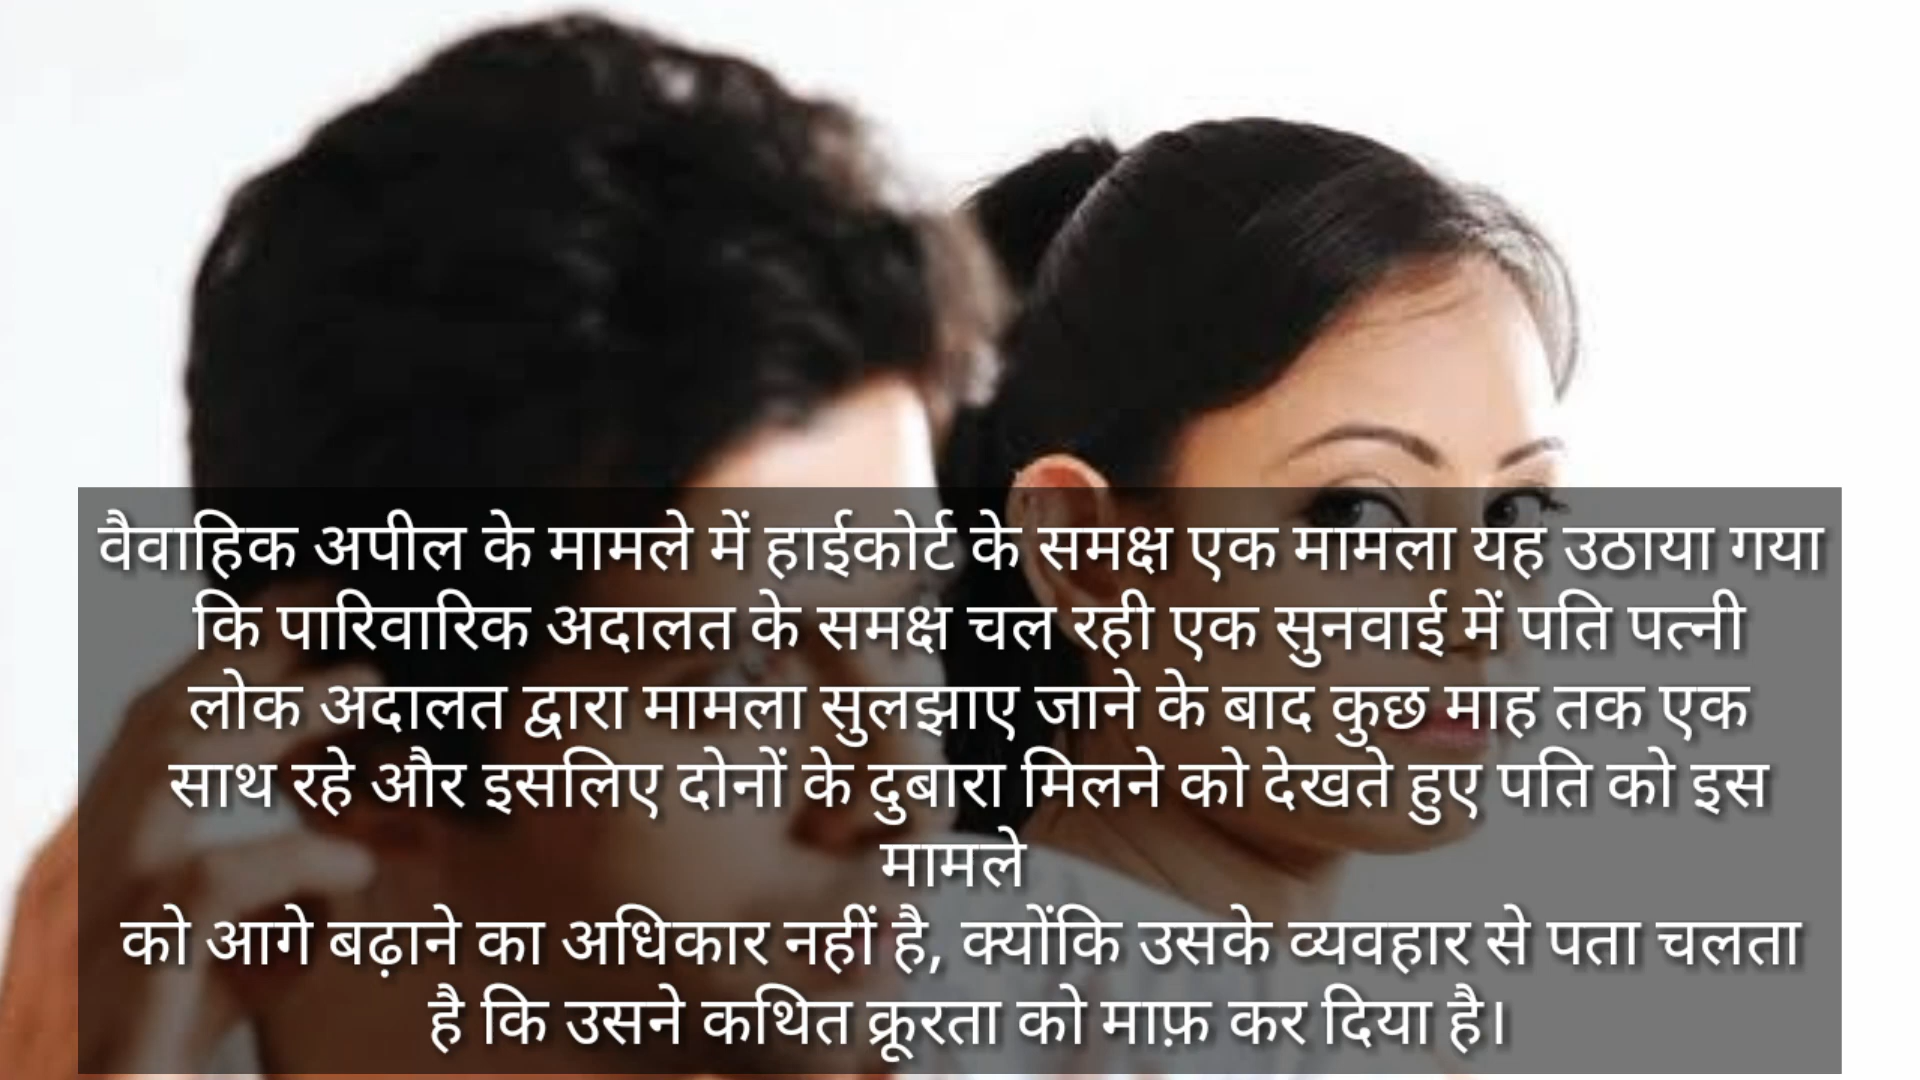 वैवाहिक अपील के मामले में हाईकोर्ट के समक्ष एक मामला यह उठाया गया
कि पारिवारिक अदालत के समक्ष चल रही एक सुनवाई में पति पत्नी
लोक अदालत द्वारा मामला सुलझाए जाने के बाद कुछ माह तक एक
साथ रहे और इसलिए दोनों के दुबारा मिलने को देखते हुए पति को इस
मामले
को आगे बढ़ाने का अधिकार नहीं है, क्योंकि उसके व्यवहार से पता चलता
है कि उसने कथित क्रूरता को माफ़ कर दिया है।